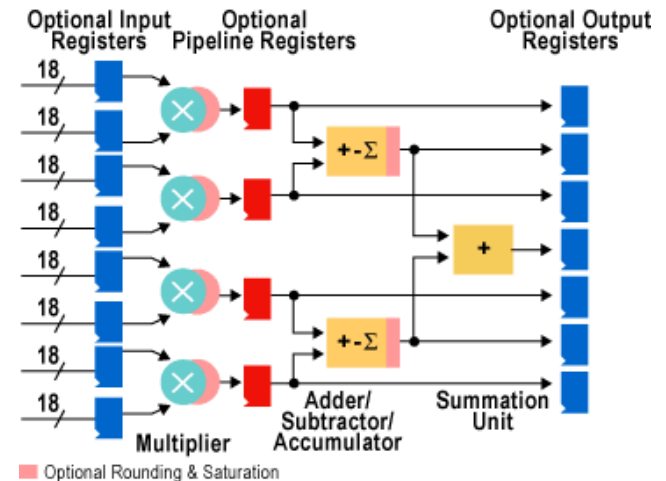 Optional Input
Registers
Optional
Pipeline Registers
Optional Output
Registers
18
18
18
18
18
18
18
18
+-Σ
+
+-Σ
Multiplier
Adder/
Subtractor/
Accumulator
Summation
Unit
Optional Rounding & Saturation